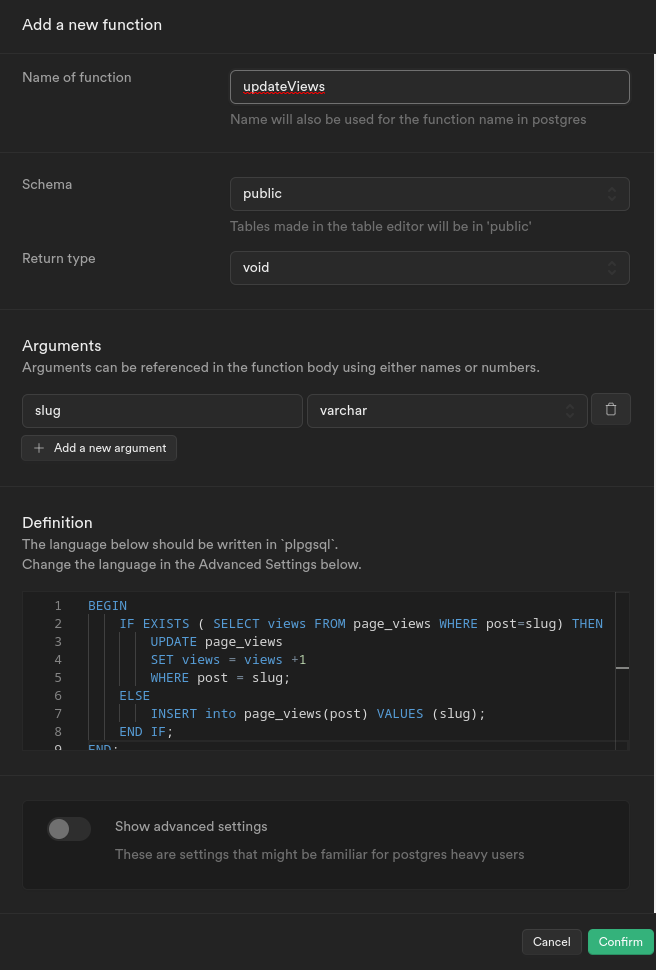 Add a new function
Name of function
updateViews
Name will also be used for the function name in postgres
Schema
public
Tables made in the table editor will be in 'public'
Return type
void
Arguments
Arguments can be referenced in the function body using either names or numbers.
slug varchar
Add a new argument
Definition
The language below should be written in `plpgsql`.
Change the language in the Advanced Settings below.
1 BEGIN
2 IF EXISTS ( SELECT views FROM page_views WHERE post=slug) THEN
3 UPDATE page_views
4 SET views = views +1
5 WHERE post = slug;
6 ELSE
7 INSERT into page_views(post) VALUES (slug);
8 END IF;
9 END;
Show advanced settings
These are settings that might be familiar for postgres heavy users
Cancel Confirm